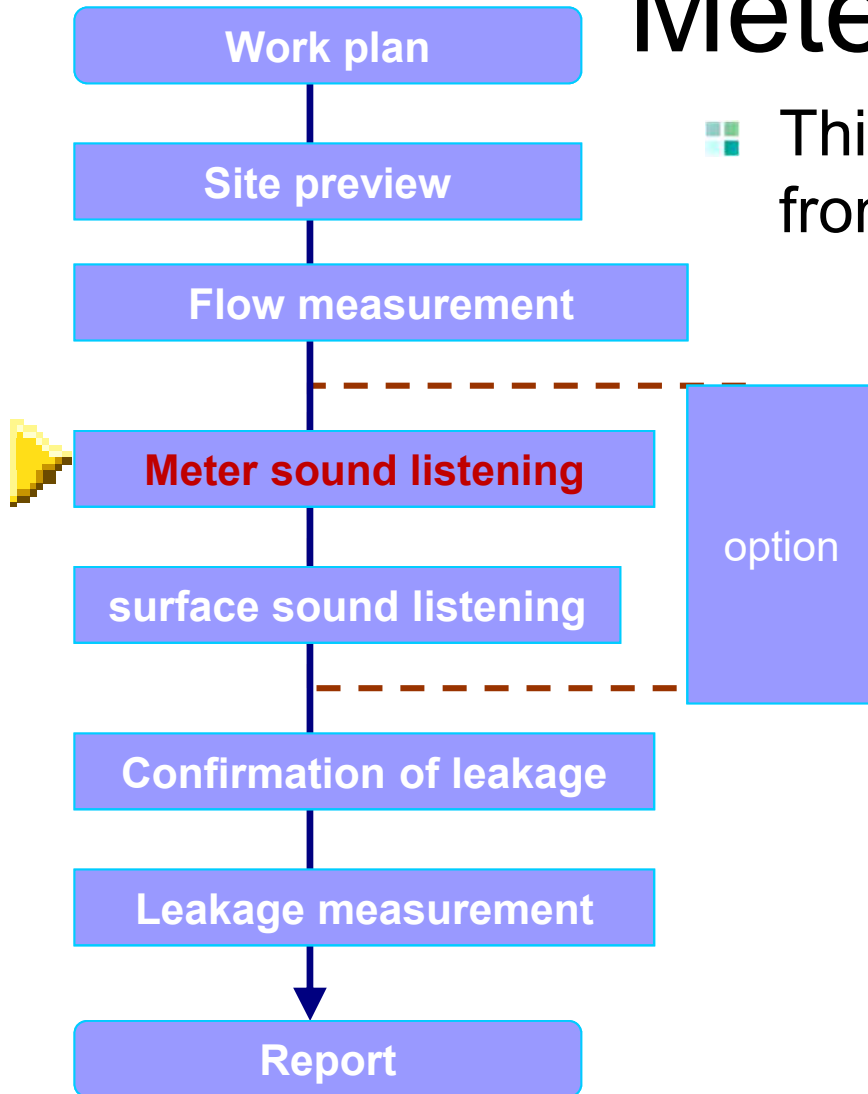 Work plan
Site preview
Flow measurement
Meter sound listening
option
surface sound listening
Confirmation of leakage
Leakage measurement
Report